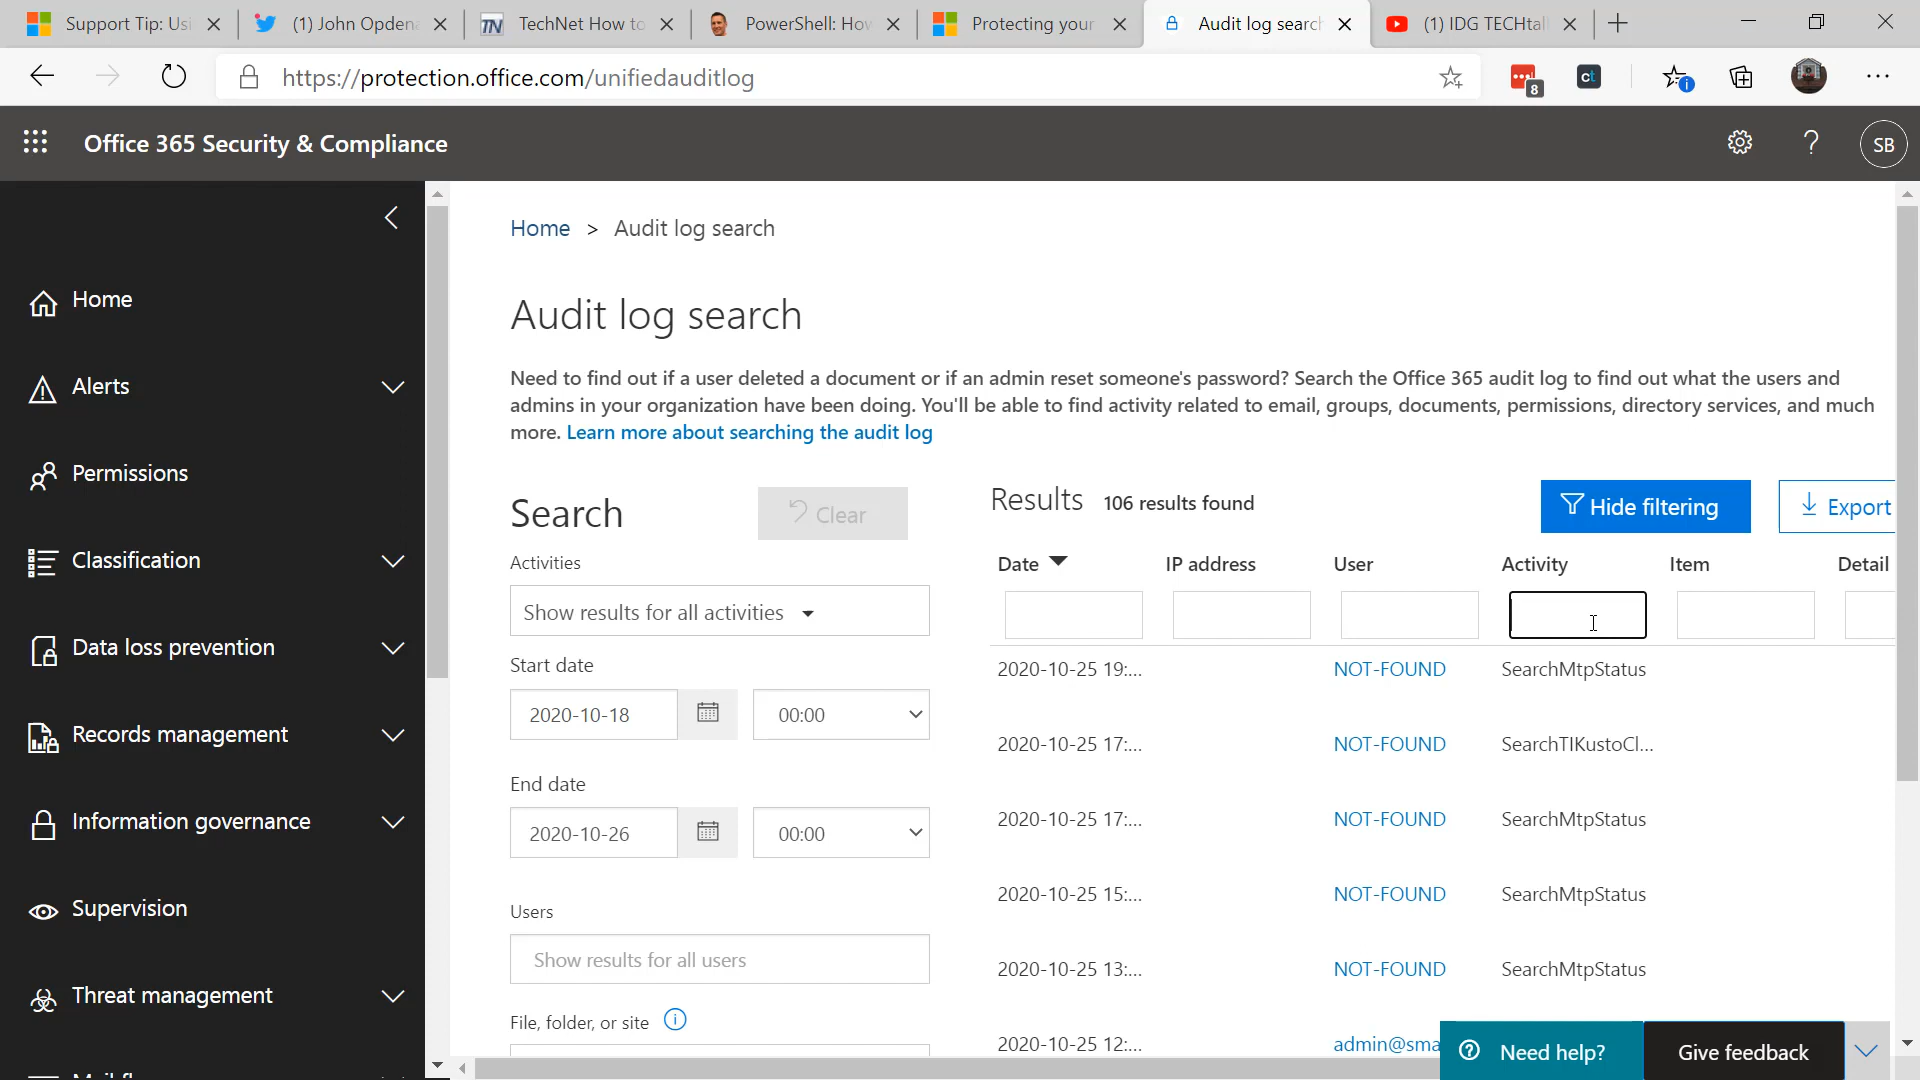 Support Tip: Usi
(1) John Opdena
TN
TechNet How to
PowerShell: How
Protecting your
Audit log search
(1) IDG TECHtal
https://protection.office.com/unifiedauditlog
8
ct
Office 365 Security & Compliance
?
SB
Home
Alerts
Permissions
Classification
Data loss prevention
Records management
Information governance
Supervision
Threat management
Home > Audit log search
Audit log search
Need to find out if a user deleted a document or if an admin reset someone's password? Search the Office 365 audit log to find out what the users and
admins in your organization have been doing. You'll be able to find activity related to email, groups, documents, permissions, directory services, and much
more. Learn more about searching the audit log
Search
Clear
Activities
Show results for all activities
Start date
2020-10-18
00:00
End date
2020-10-26
00:00
Users
Show results for all users
File, folder, or site
Results 106 results found
Hide filtering
Export
Date IP address User Activity Item Detail
2020-10-25 19:... NOT-FOUND SearchMtpStatus
2020-10-25 17:... NOT-FOUND SearchTIKustoCl...
2020-10-25 17:... NOT-FOUND SearchMtpStatus
2020-10-25 15:... NOT-FOUND SearchMtpStatus
2020-10-25 13:... NOT-FOUND SearchMtpStatus
2020-10-25 12:... admin@sma
Need help?
Give feedback